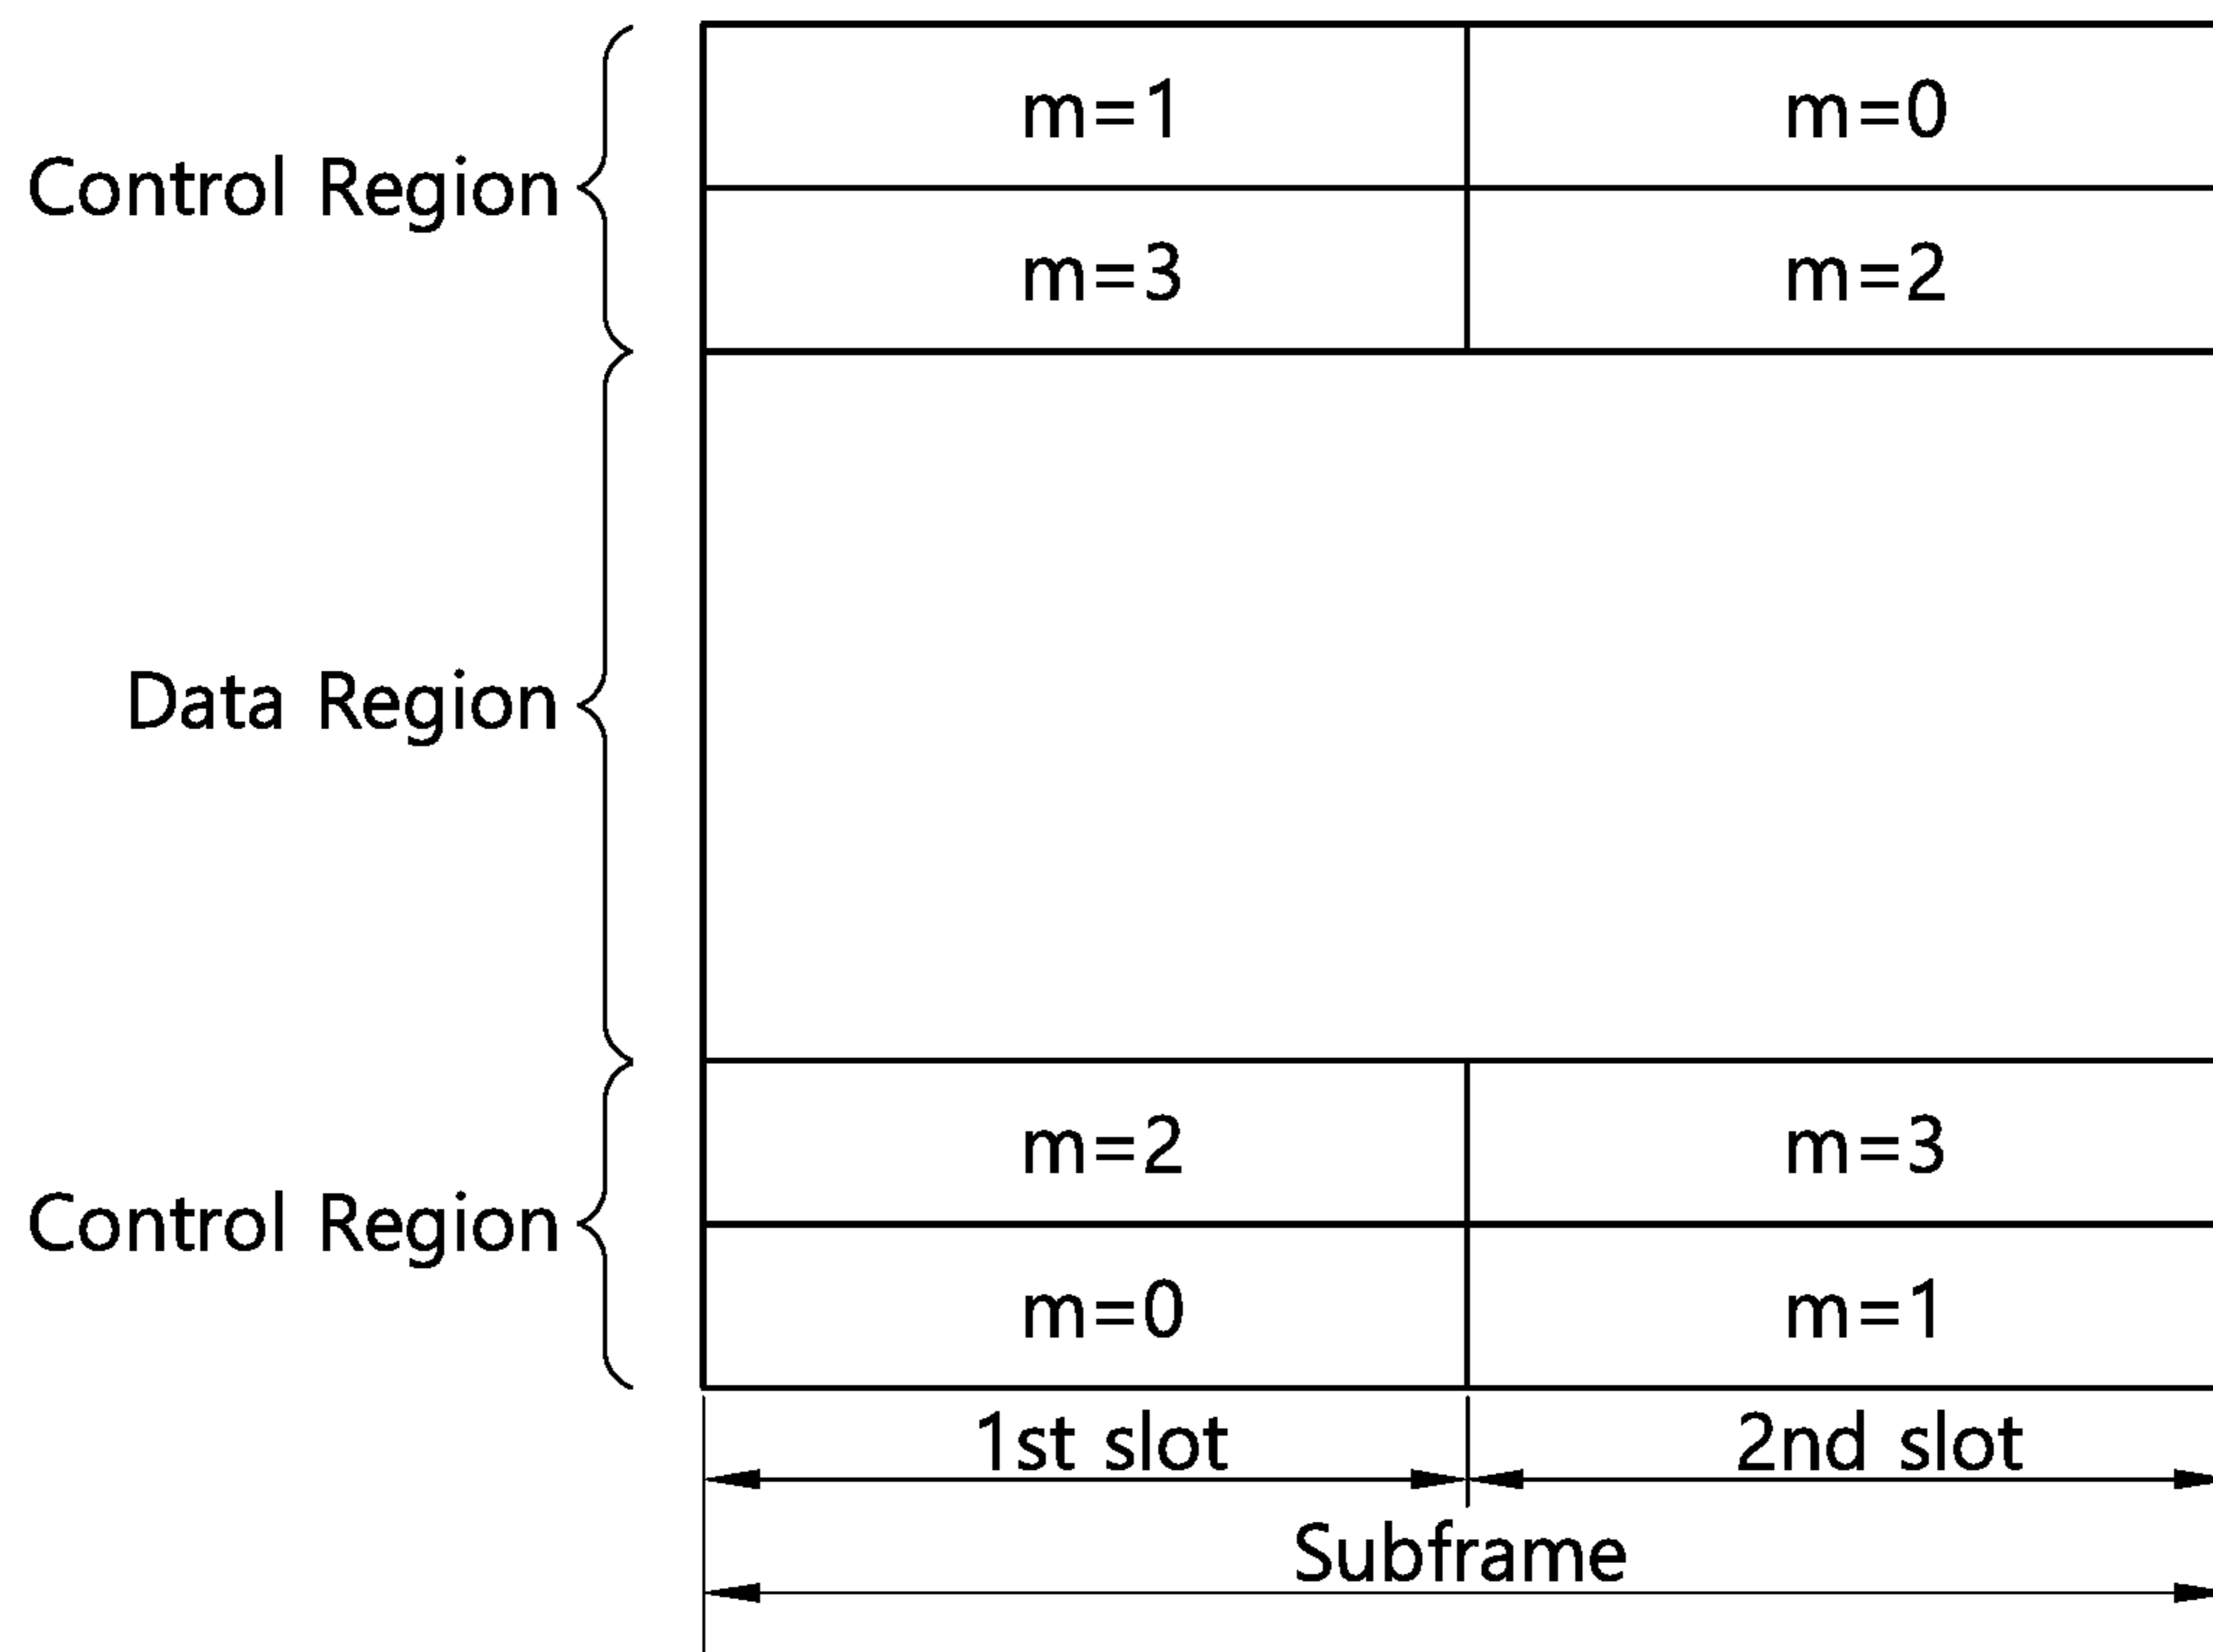 m=1 m=0
Control Region
m=3 m=2
Data Region
m=2 m=3
Control Region
m=0 m=1
1st slot 2nd slot
Subframe